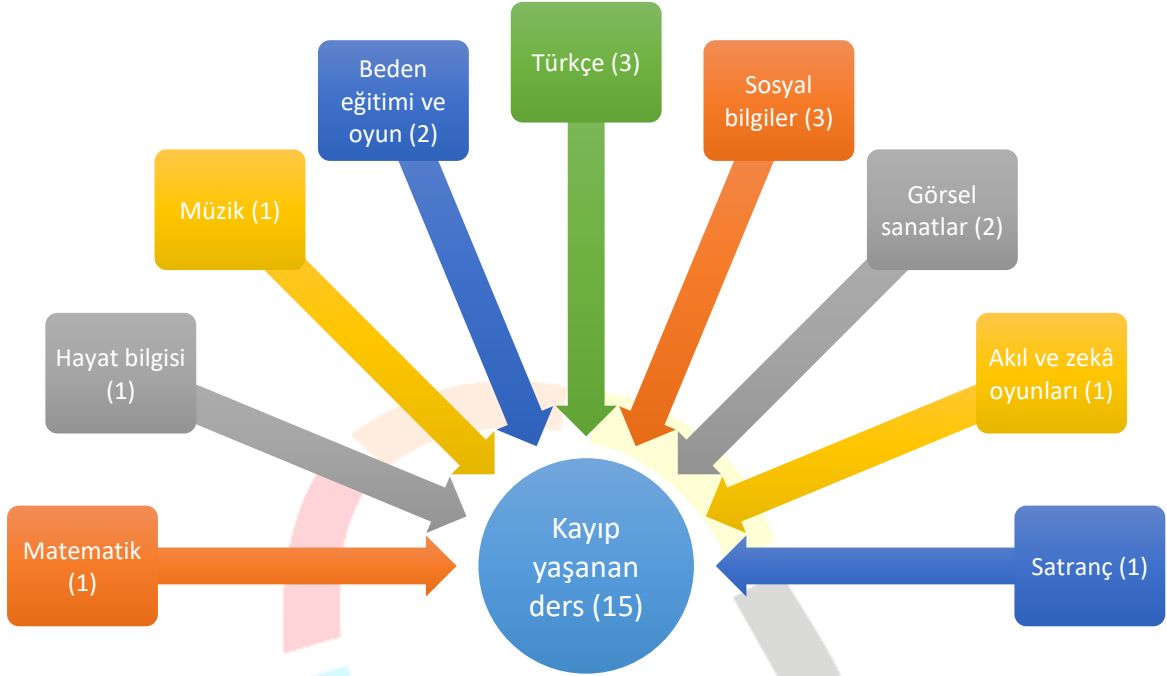 Türkçe (3)
Beden
eğitimi ve
oyun (2)
Sosyal
bilgiler (3)
Müzik (1)
Görsel
sanatlar (2)
Hayat bilgisi
(1)
Akıl ve zekâ
oyunları (1)
Matematik
(1)
Kayıp
yaşanan
ders (15)
Satranç (1)